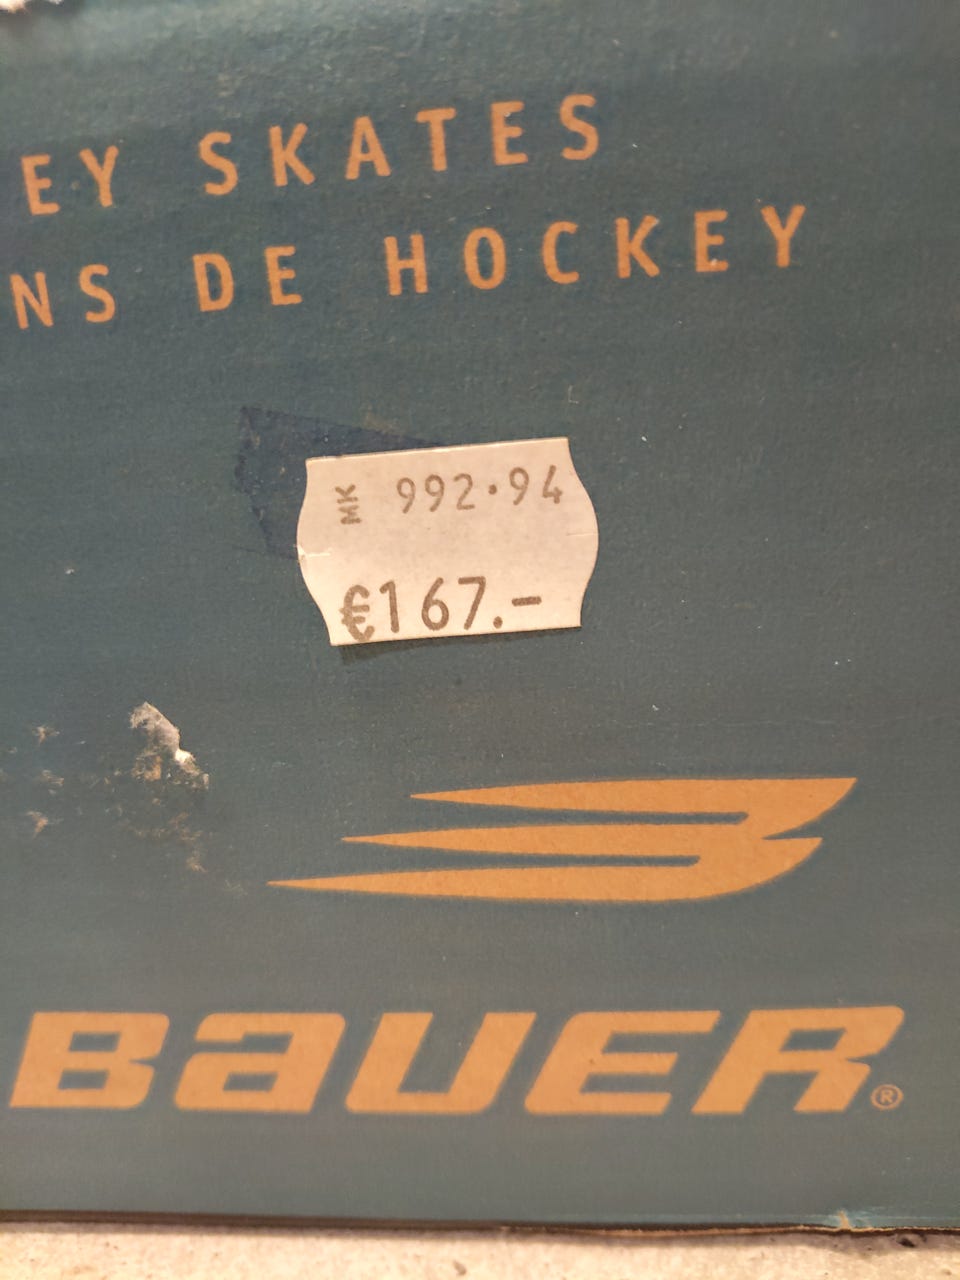 EY SKATES
NS DE HOCKEY
MK 992.94
€167.-
BAUER®